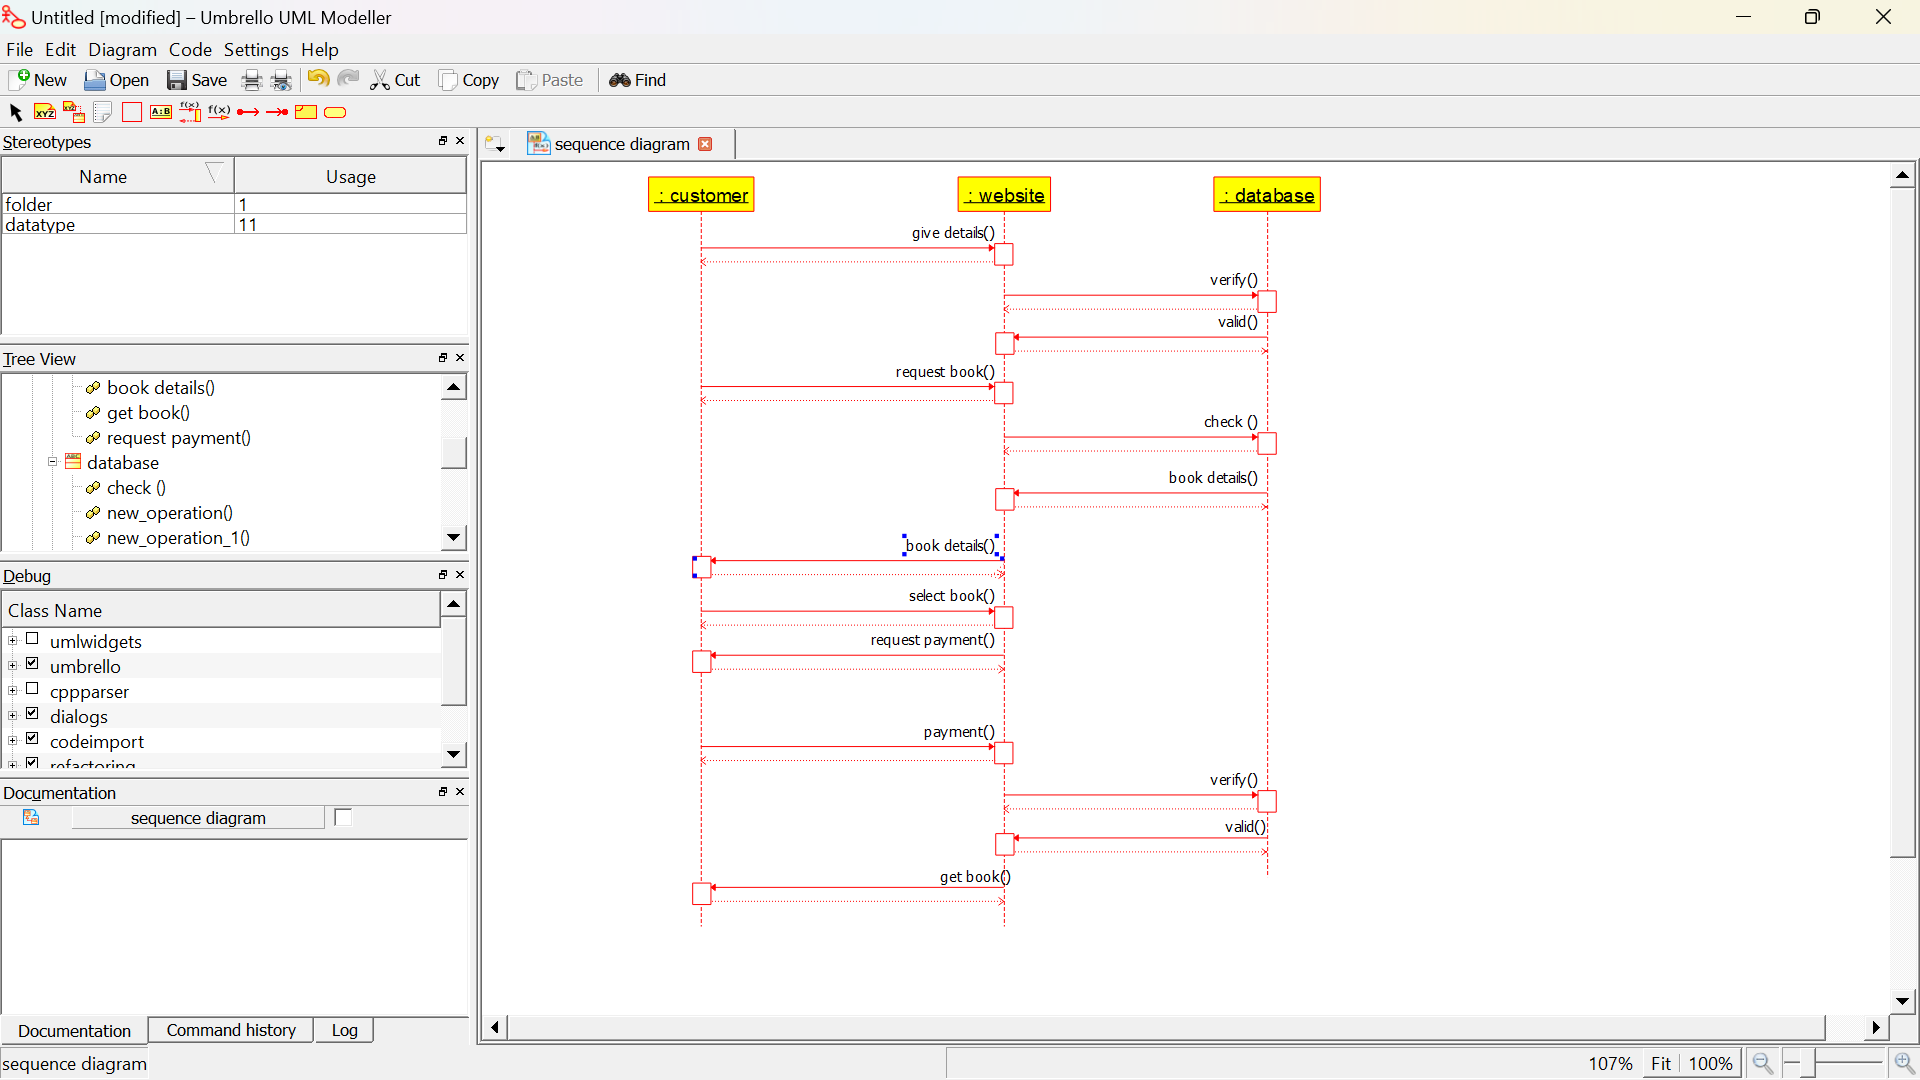 Untitled [modified] – Umbrello UML Modeller
File Edit Diagram Code Settings Help
New Open Save Cut Copy Paste Find
XYZ XYZ A:B f(x) f(x)
Stereotypes
Name Usage
folder 1
datatype 11
Tree View
book details()
get book()
request payment()
database
check ()
new_operation()
new_operation_1()
Debug
Class Name
umlwidgets
umbrello
cppparser
dialogs
codeimport
refactoring
Documentation
sequence diagram
Documentation Command history Log
sequence diagram
sequence diagram
: customer : website : database
give details()
verify()
valid()
request book()
check ()
book details()
book details()
select book()
request payment()
payment()
verify()
valid()
get book()
107% Fit 100%